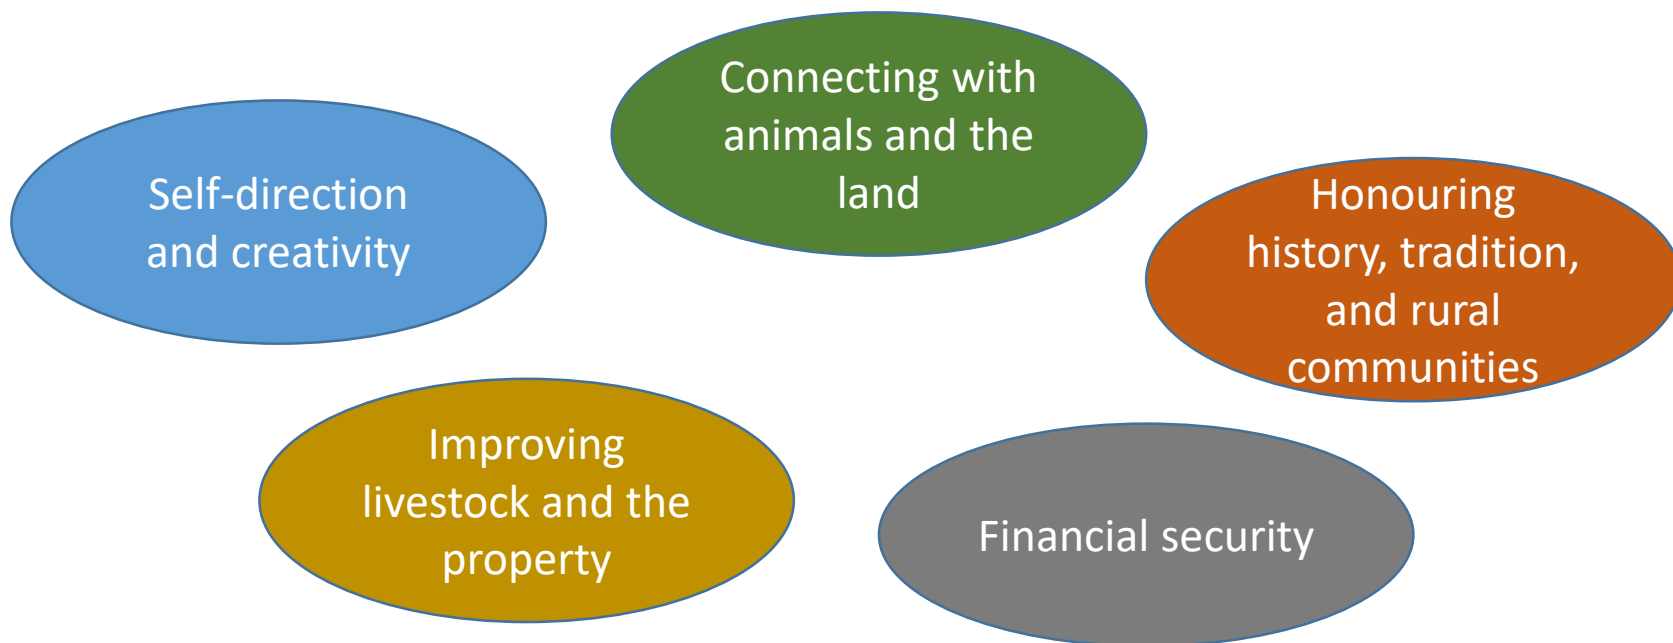 Connecting with
animals and the
land
Self-direction
and creativity
Honouring
history, tradition,
and rural
communities
Improving
livestock and the
property
Financial security